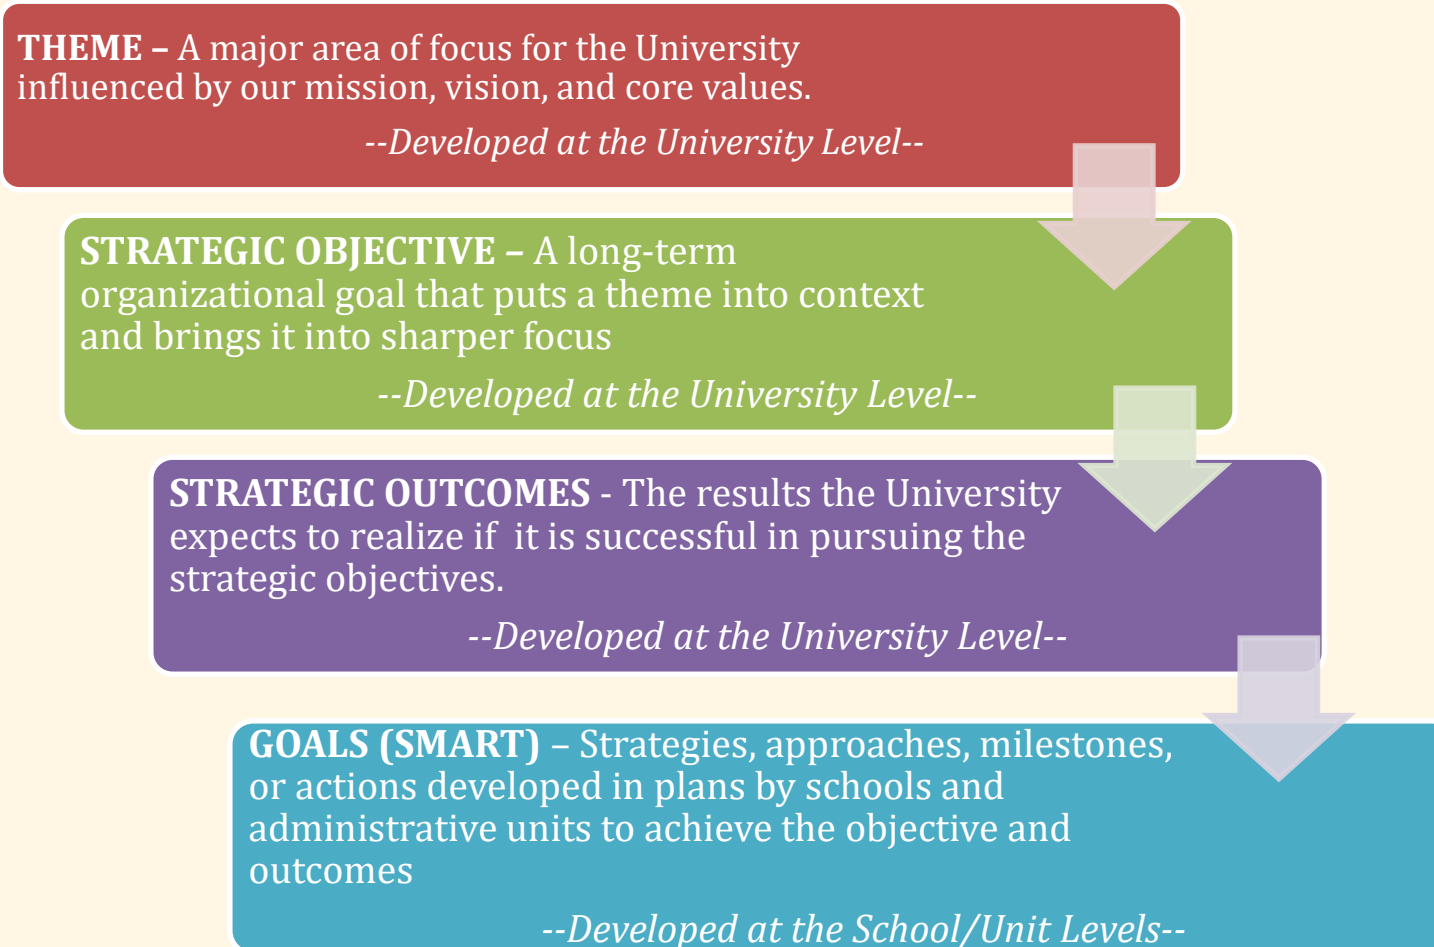 THEME – A major area of focus for the University
influenced by our mission, vision, and core values.
--Developed at the University Level--
STRATEGIC OBJECTIVE – A long-term
organizational goal that puts a theme into context
and brings it into sharper focus
--Developed at the University Level--
STRATEGIC OUTCOMES - The results the University
expects to realize if  it is successful in pursuing the
strategic objectives.
--Developed at the University Level--
GOALS (SMART) – Strategies, approaches, milestones,
or actions developed in plans by schools and
administrative units to achieve the objective and
outcomes
--Developed at the School/Unit Levels--